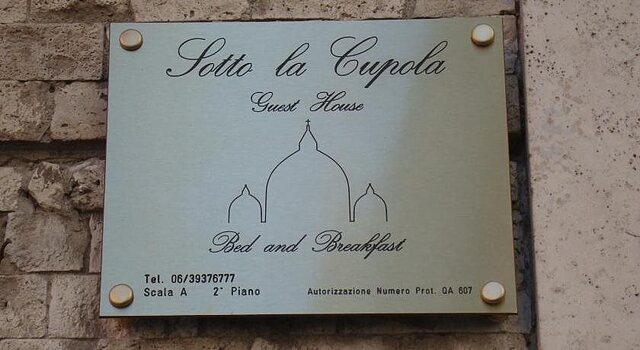 Sotto la Cupola
Guest House
Bed and Breakfast
Tel. 06/39376777
Scala A 2° Piano
Autorizzazione Numero Prot. QA 607